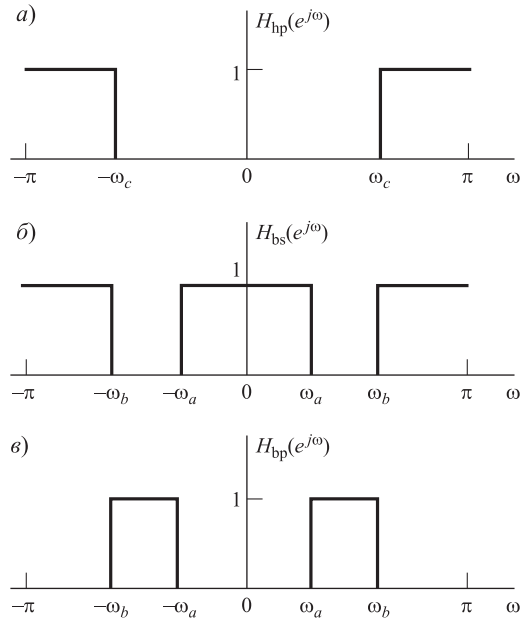 а)
H_hp(e^{jω})
1
−π −ω_c 0 ω_c π ω
б)
H_bs(e^{jω})
1
−π −ω_b −ω_a 0 ω_a ω_b π ω
в)
H_bp(e^{jω})
1
−π −ω_b −ω_a 0 ω_a ω_b π ω